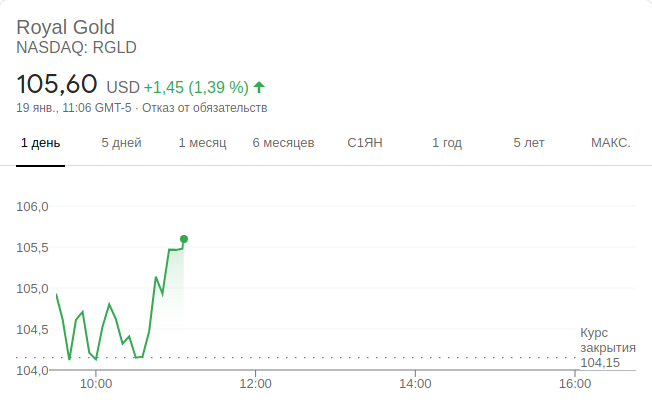 Royal Gold
NASDAQ: RGLD
105,60 USD +1,45 (1,39 %)
19 янв., 11:06 GMT-5 · Отказ от обязательств
1 день 5 дней 1 месяц 6 месяцев С1ЯН 1 год 5 лет МАКС.
106,0
105,5
105,0
104,5
104,0
Курс
закрытия
104,15
10:00 12:00 14:00 16:00